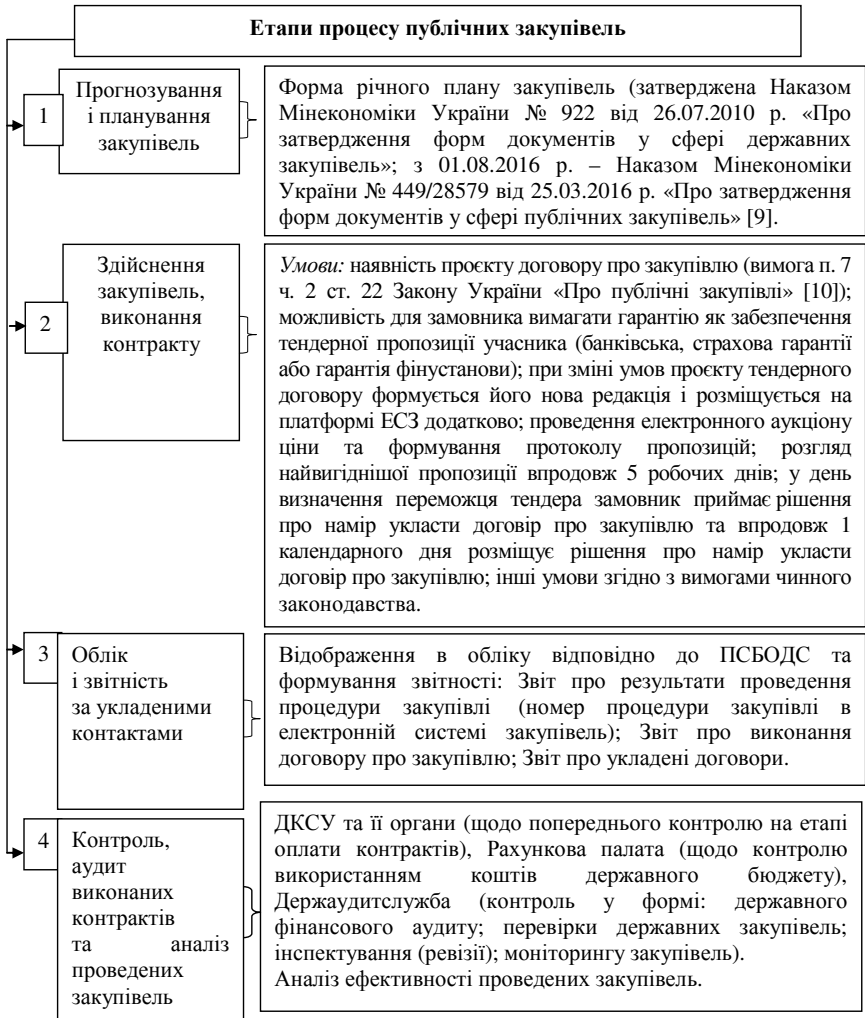 Етапи процесу публічних закупівель
1
Прогнозування
і планування
закупівель
Форма річного плану закупівель (затверджена Наказом
Мінекономіки України № 922 від 26.07.2010 р. «Про
затвердження форм документів у сфері державних
закупівель»; з 01.08.2016 р. – Наказом Мінекономіки
України № 449/28579 від 25.03.2016 р. «Про затвердження
форм документів у сфері публічних закупівель» [9].
2
Здійснення
закупівель,
виконання
контракту
Умови: наявність проєкту договору про закупівлю (вимога п. 7
ч. 2 ст. 22 Закону України «Про публічні закупівлі» [10]);
можливість для замовника вимагати гарантію як забезпечення
тендерної пропозиції учасника (банківська, страхова гарантії
або гарантія фінустанови); при зміні умов проєкту тендерного
договору формується його нова редакція і розміщується на
платформі ЕСЗ додатково; проведення електронного аукціону
ціни та формування протоколу пропозицій; розгляд
найвигіднішої пропозиції впродовж 5 робочих днів; у день
визначення переможця тендера замовник приймає рішення
про намір укласти договір про закупівлю та впродовж 1
календарного дня розміщує рішення про намір укласти
договір про закупівлю; інші умови згідно з вимогами чинного
законодавства.
3
Облік
і звітність
за укладеними
контактами
Відображення в обліку відповідно до ПСБОДС та
формування звітності: Звіт про результати проведення
процедури закупівлі (номер процедури закупівлі в
електронній системі закупівель); Звіт про виконання
договору про закупівлю; Звіт про укладені договори.
4
Контроль,
аудит
виконаних
контрактів
та аналіз
проведених
закупівель
ДКСУ та її органи (щодо попереднього контролю на етапі
оплати контрактів), Рахункова палата (щодо контролю
використанням коштів державного бюджету),
Держаудитслужба (контроль у формі: державного
фінансового аудиту; перевірки державних закупівель;
інспектування (ревізії); моніторингу закупівель).
Аналіз ефективності проведених закупівель.